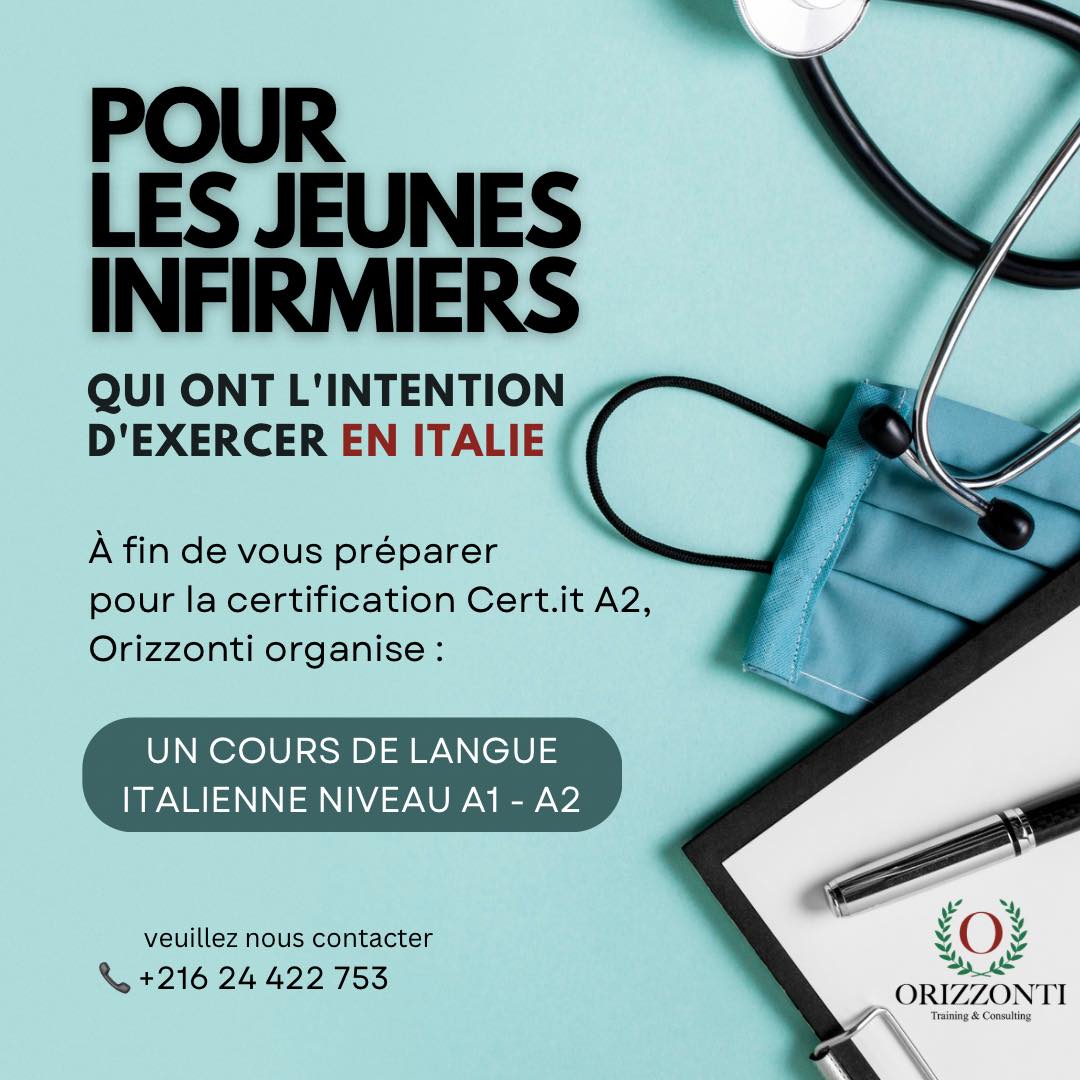 POUR
LES JEUNES
INFIRMIERS
QUI ONT L'INTENTION
D'EXERCER EN ITALIE
À fin de vous préparer
pour la certification Cert.it A2,
Orizzonti organise :
UN COURS DE LANGUE
ITALIENNE NIVEAU A1 - A2
veuillez nous contacter
+216 24 422 753
O
ORIZZONTI
Training & Consulting